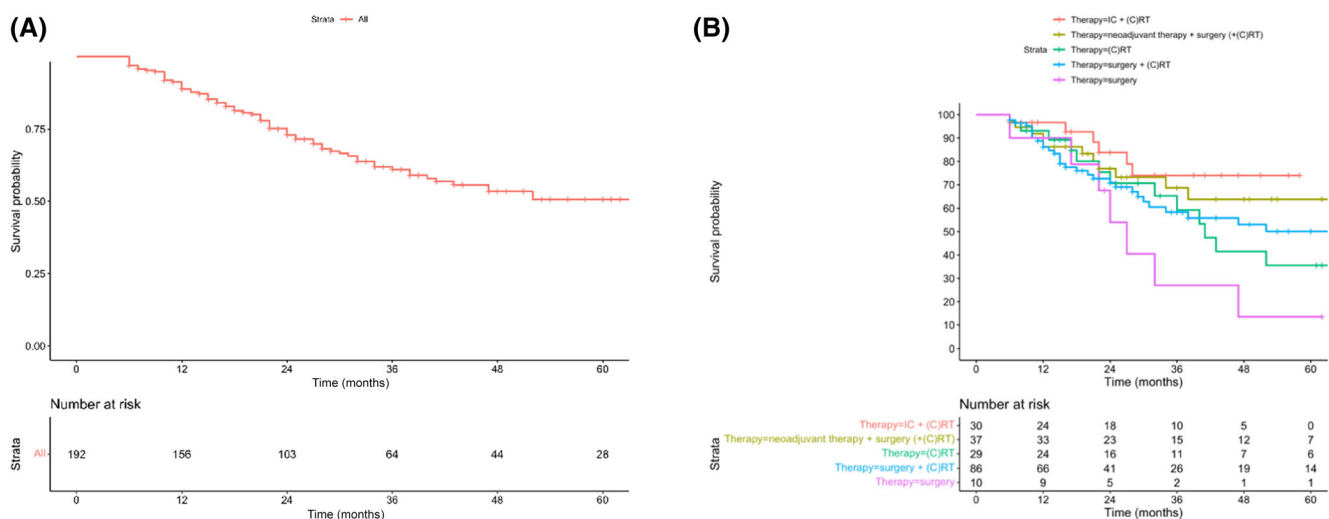 (A)
Strata All
Survival probability
0.75
0.50
0.25
0.00
0 12 24 36 48 60
Time (months)
Number at risk
Strata
All 192 156 103 64 44 28
0 12 24 36 48 60
Time (months)
(B)
Therapy=IC + (C)RT
Therapy=neoadjuvant therapy + surgery (+(C)RT)
Strata Therapy=(C)RT
Therapy=surgery + (C)RT
Therapy=surgery
Survival probability
100
90
80
70
60
50
40
30
20
10
0
0 12 24 36 48 60
Time (months)
Number at risk
Strata
Therapy=IC + (C)RT 30 24 18 10 5 0
Therapy=neoadjuvant therapy + surgery (+(C)RT) 37 33 23 15 12 7
Therapy=(C)RT 29 24 16 11 7 6
Therapy=surgery + (C)RT 86 66 41 26 19 14
Therapy=surgery 10 9 5 2 1 1
0 12 24 36 48 60
Time (months)